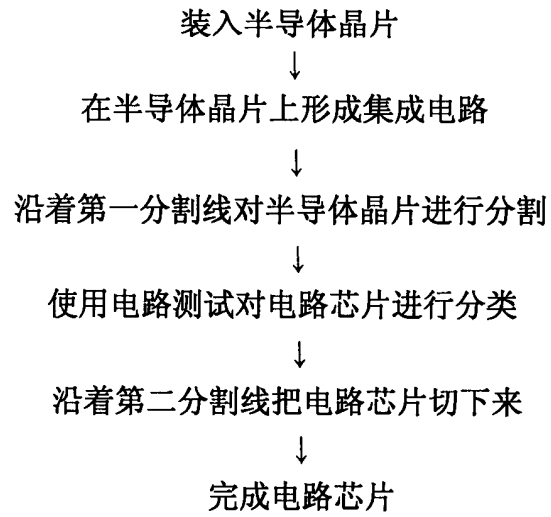 装入半导体晶片
↓
在半导体晶片上形成集成电路
↓
沿着第一分割线对半导体晶片进行分割
↓
使用电路测试对电路芯片进行分类
↓
沿着第二分割线把电路芯片切下来
↓
完成电路芯片